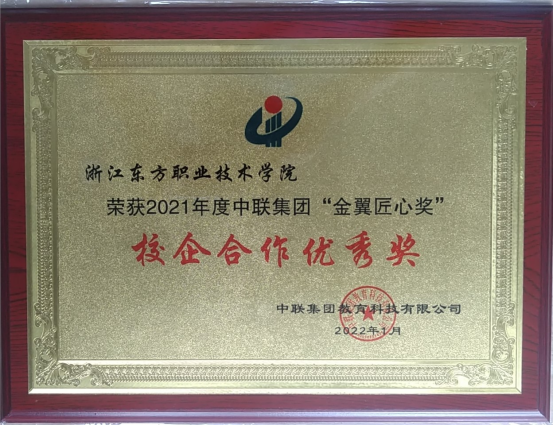 浙江东方职业技术学院
荣获2021年度中联集团“金翼匠心奖”
校企合作优秀奖
中联集团教育科技有限公司
2022年1月